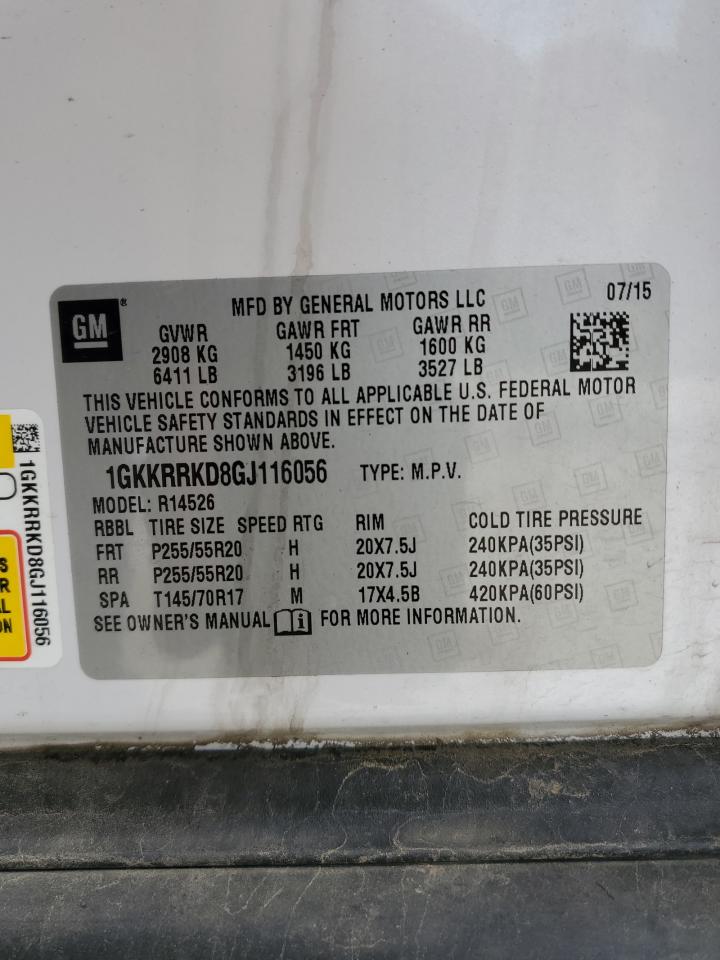 GM
®
MFD BY GENERAL MOTORS LLC 07/15
GVWR GAWR FRT GAWR RR
2908 KG 1450 KG 1600 KG
6411 LB 3196 LB 3527 LB
THIS VEHICLE CONFORMS TO ALL APPLICABLE U.S. FEDERAL MOTOR
VEHICLE SAFETY STANDARDS IN EFFECT ON THE DATE OF
MANUFACTURE SHOWN ABOVE.
1GKKRRKD8GJ116056 TYPE: M.P.V.
MODEL: R14526
RBBL TIRE SIZE SPEED RTG RIM COLD TIRE PRESSURE
FRT P255/55R20 H 20X7.5J 240KPA(35PSI)
RR P255/55R20 H 20X7.5J 240KPA(35PSI)
SPA T145/70R17 M 17X4.5B 420KPA(60PSI)
SEE OWNER'S MANUAL i FOR MORE INFORMATION.
1GKKRRKD8GJ116056